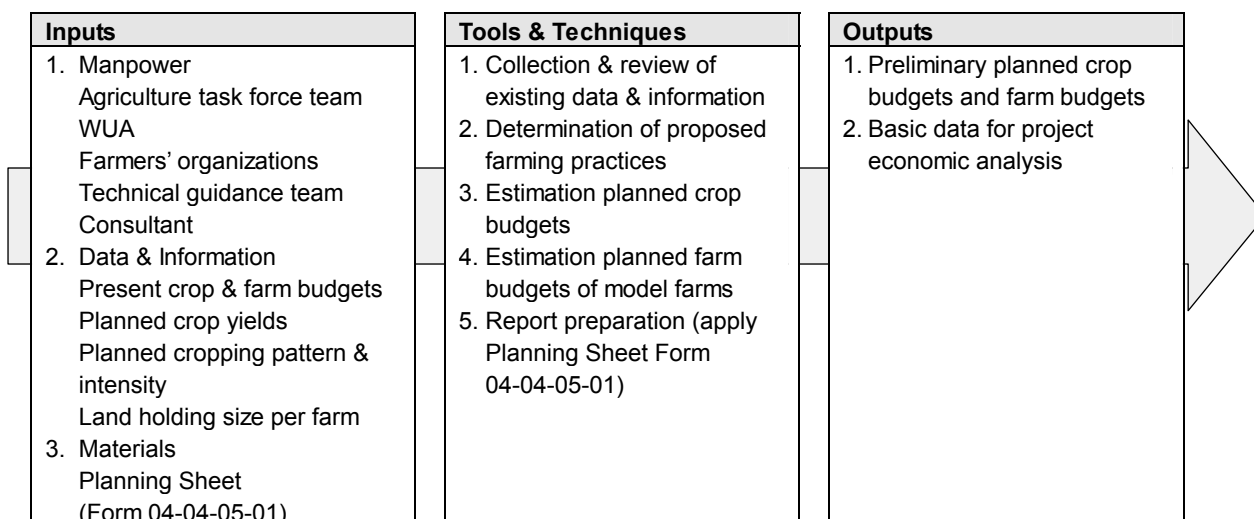 Inputs
1. Manpower
Agriculture task force team
WUA
Farmers’ organizations
Technical guidance team
Consultant
2. Data & Information
Present crop & farm budgets
Planned crop yields
Planned cropping pattern &
intensity
Land holding size per farm
3. Materials
Planning Sheet
(Form 04-04-05-01)
Tools & Techniques
1. Collection & review of
existing data & information
2. Determination of proposed
farming practices
3. Estimation planned crop
budgets
4. Estimation planned farm
budgets of model farms
5. Report preparation (apply
Planning Sheet Form
04-04-05-01)
Outputs
1. Preliminary planned crop
budgets and farm budgets
2. Basic data for project
economic analysis